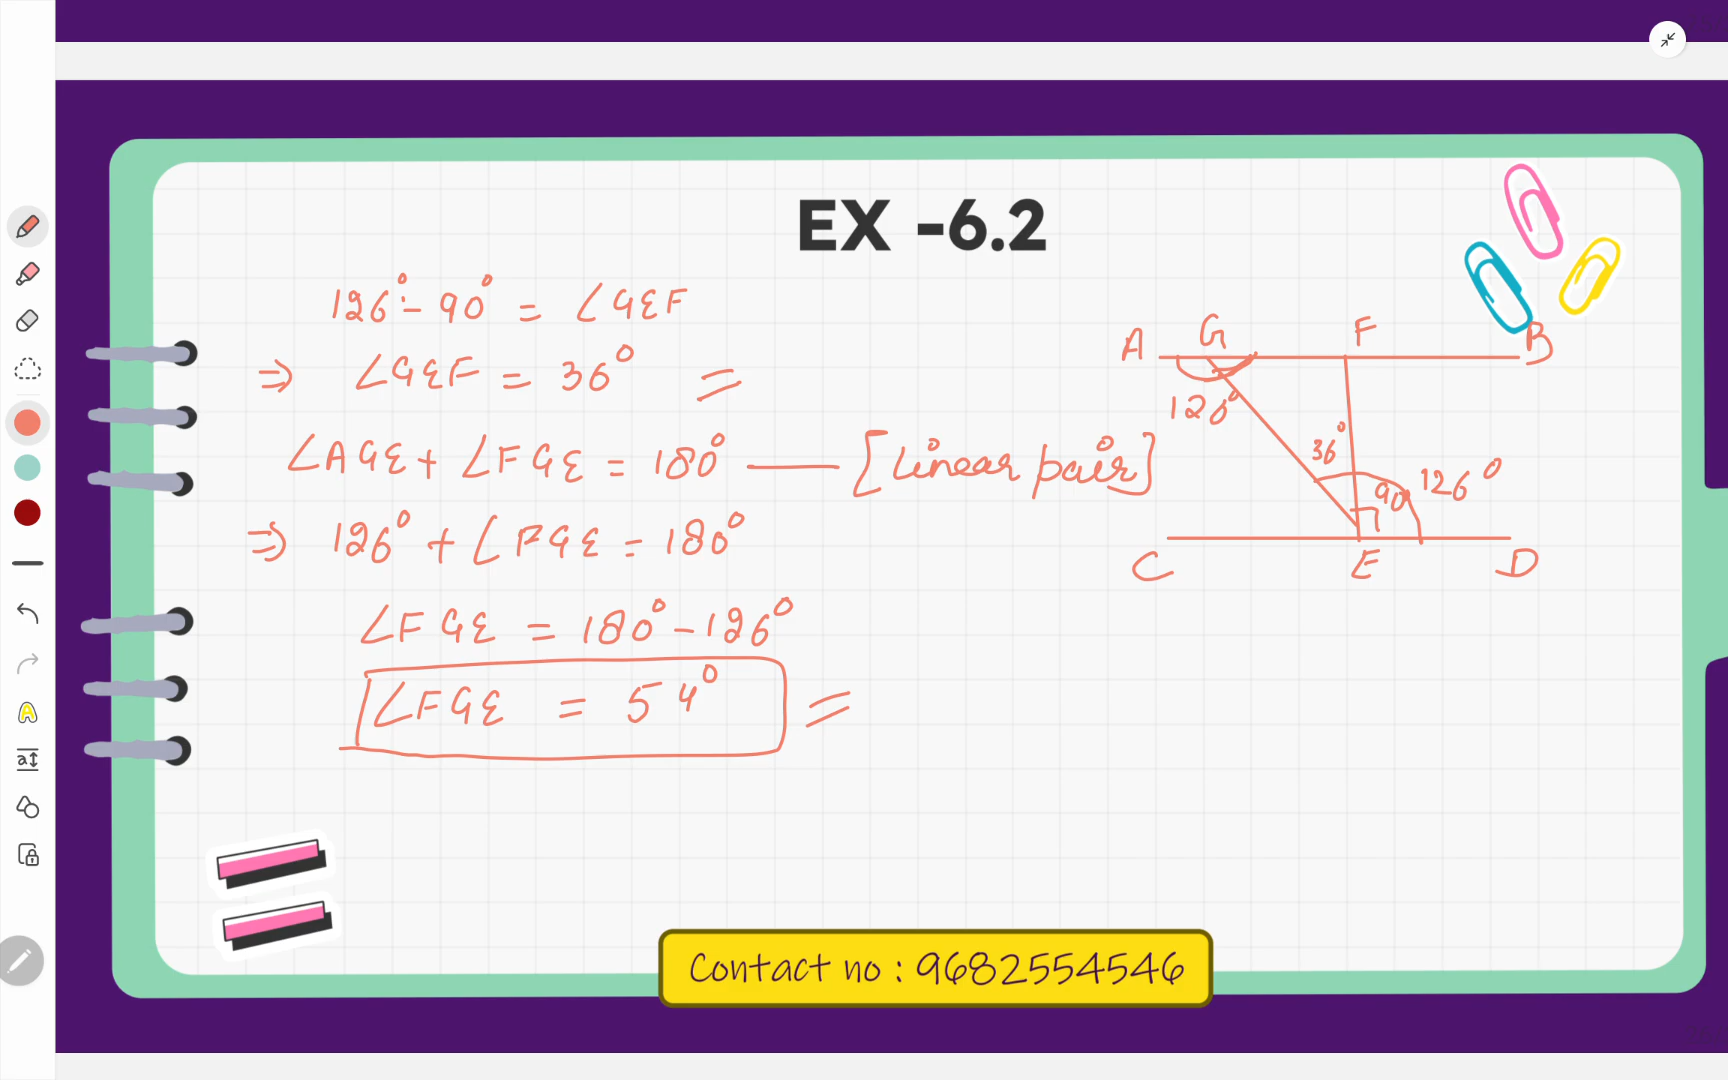 EX -6.2
126° - 90° = ∠GEF
⇒ ∠GEF = 36°
∠AGE + ∠FGE = 180° — [Linear pair]
⇒ 126° + ∠FGE = 180°
∠FGE = 180° - 126°
∠FGE = 54°
A G F B
126°
36°
90° 126°
C E D
Contact no : 9682554546